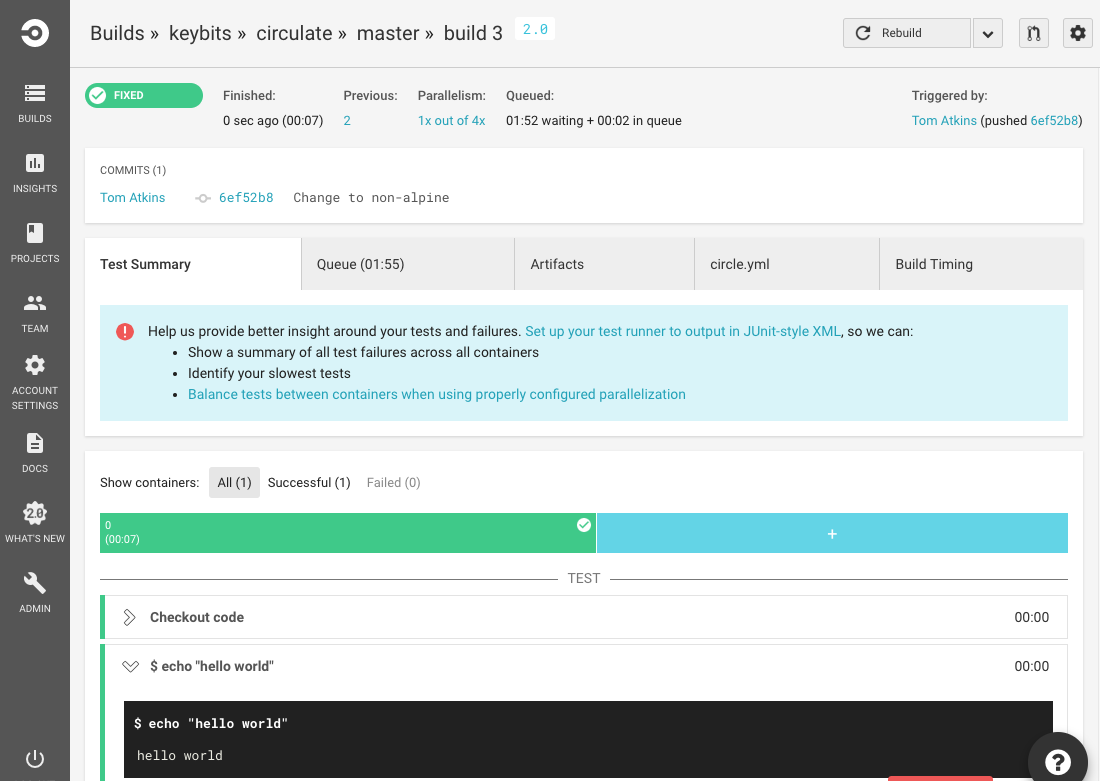 Builds » keybits » circulate » master » build 3 2.0
Rebuild
FIXED
Finished: Previous: Parallelism: Queued: Triggered by:
0 sec ago (00:07) 2 1x out of 4x 01:52 waiting + 00:02 in queue Tom Atkins (pushed 6ef52b8)
BUILDS
INSIGHTS
PROJECTS
TEAM
ACCOUNT
SETTINGS
DOCS
2.0
WHAT'S NEW
ADMIN
COMMITS (1)
Tom Atkins 6ef52b8 Change to non-alpine
Test Summary Queue (01:55) Artifacts circle.yml Build Timing
Help us provide better insight around your tests and failures. Set up your test runner to output in JUnit-style XML, so we can:
• Show a summary of all test failures across all containers
• Identify your slowest tests
• Balance tests between containers when using properly configured parallelization
Show containers: All (1) Successful (1) Failed (0)
0
(00:07)
+
TEST
Checkout code 00:00
$ echo "hello world" 00:00
$ echo "hello world"
hello world
?